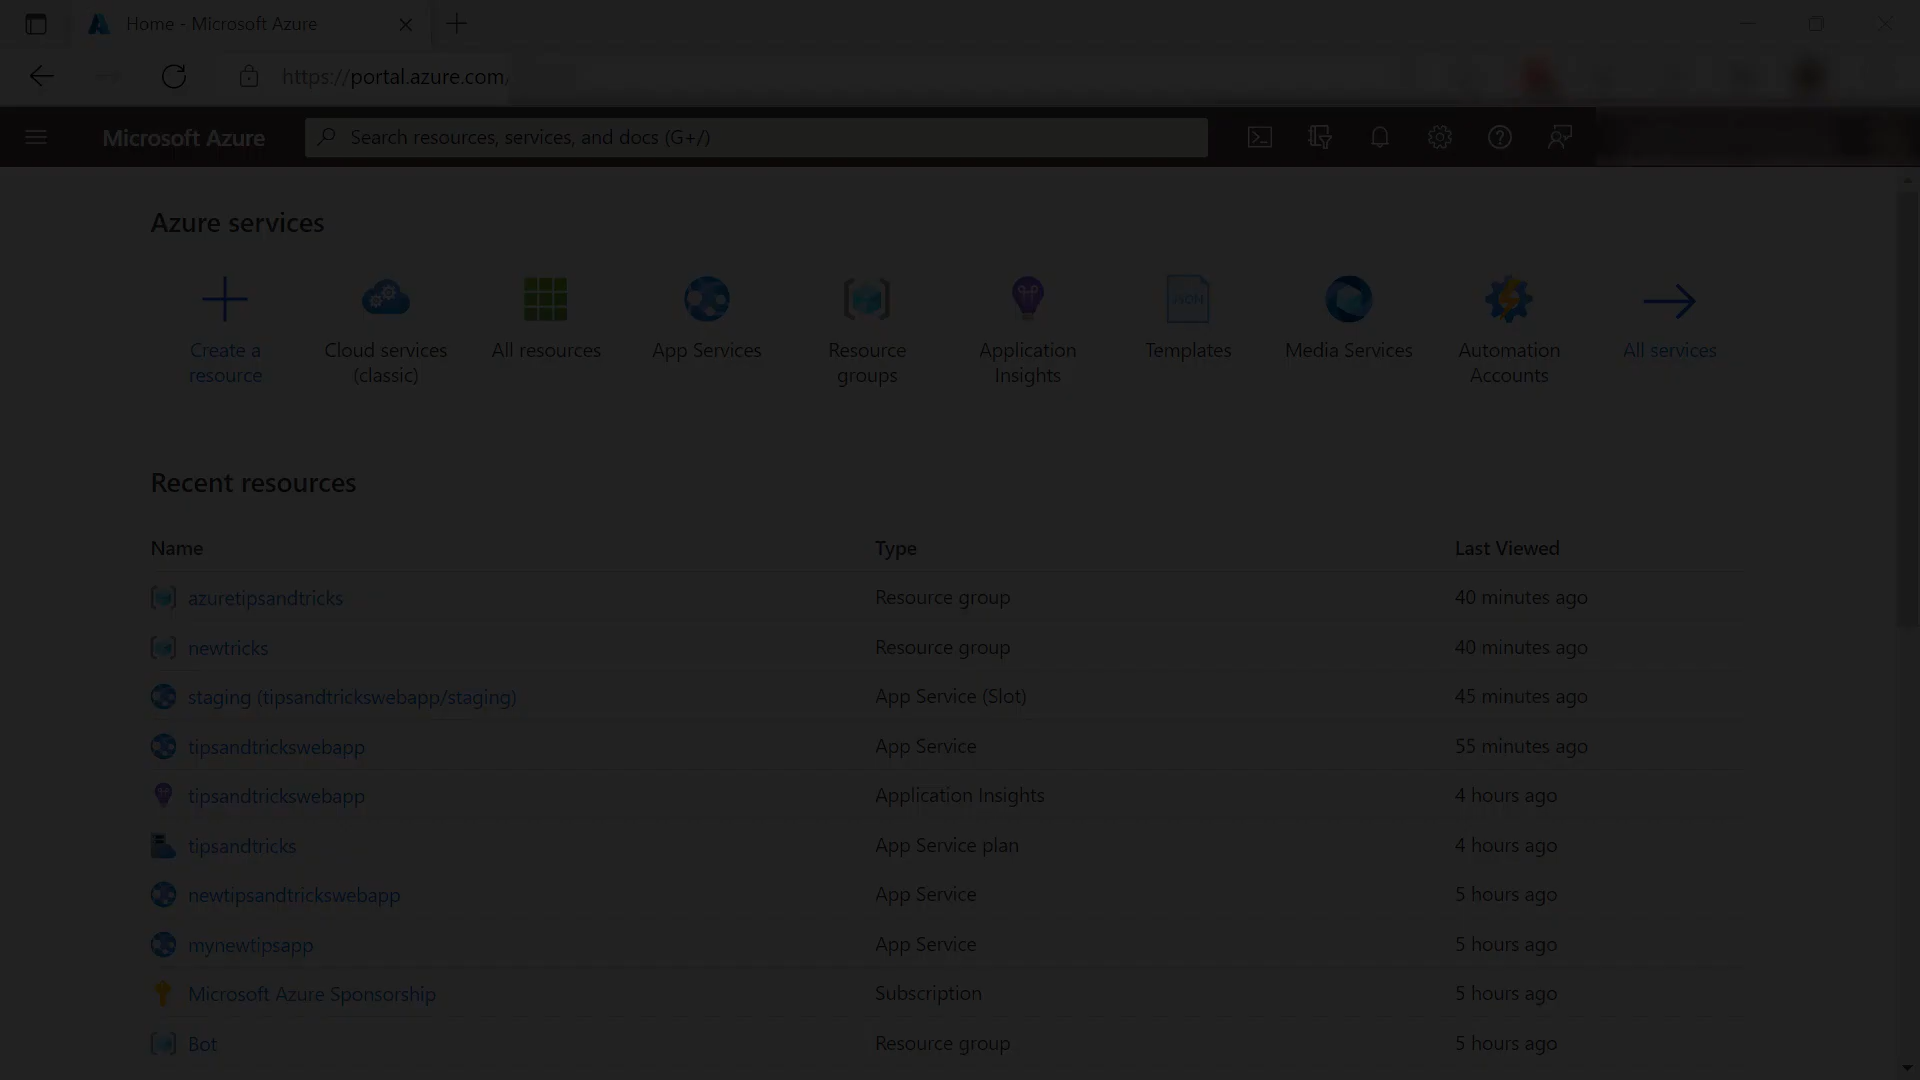 Home - Microsoft Azure
https://portal.azure.com/
Microsoft Azure
Search resources, services, and docs (G+/)
Azure services
Create a resource
Cloud services (classic)
All resources
App Services
Resource groups
Application Insights
JSON
Templates
Media Services
Automation Accounts
All services
Recent resources
Name Type Last Viewed
azuretipsandtricks Resource group 40 minutes ago
newtricks Resource group 40 minutes ago
staging (tipsandtrickswebapp/staging) App Service (Slot) 45 minutes ago
tipsandtrickswebapp App Service 55 minutes ago
tipsandtrickswebapp Application Insights 4 hours ago
tipsandtricks App Service plan 4 hours ago
newtipsandtrickswebapp App Service 5 hours ago
mynewtipsapp App Service 5 hours ago
Microsoft Azure Sponsorship Subscription 5 hours ago
Bot Resource group 5 hours ago